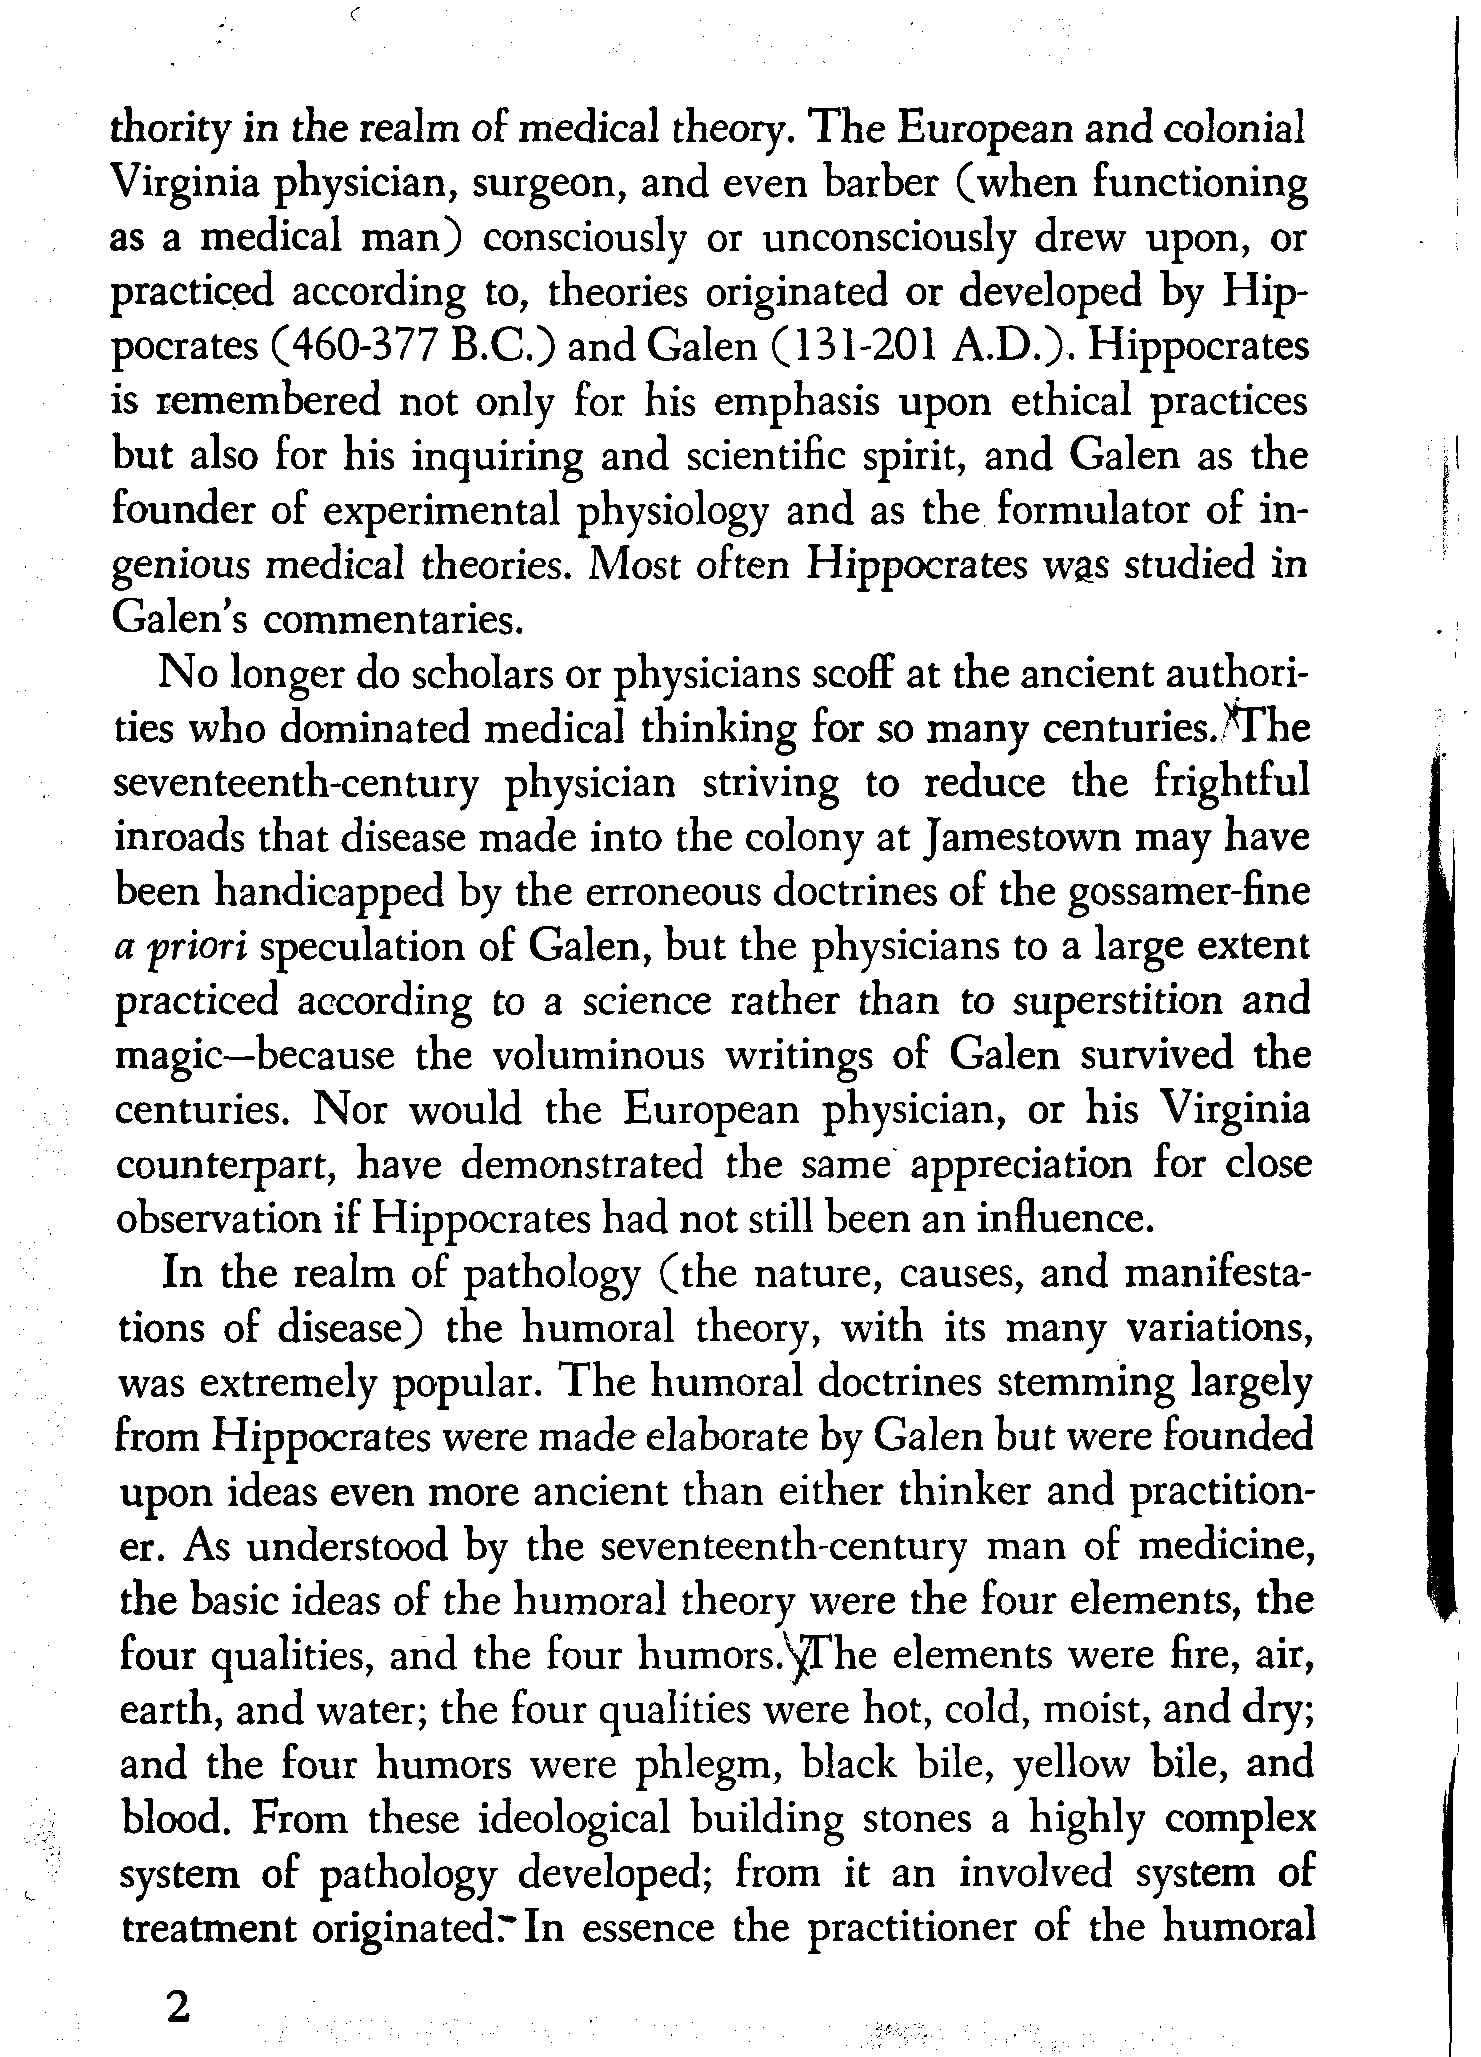 thority in the realm of medical theory. The European and colonial
Virginia physician, surgeon, and even barber (when functioning
as a medical man) consciously or unconsciously drew upon, or
practiced according to, theories originated or developed by Hip-
pocrates (460-377 B.C.) and Galen (131-201 A.D.). Hippocrates
is remembered not only for his emphasis upon ethical practices
but also for his inquiring and scientific spirit, and Galen as the
founder of experimental physiology and as the formulator of in-
genious medical theories. Most often Hippocrates was studied in
Galen's commentaries.
No longer do scholars or physicians scoff at the ancient authori-
ties who dominated medical thinking for so many centuries. The
seventeenth-century physician striving to reduce the frightful
inroads that disease made into the colony at Jamestown may have
been handicapped by the erroneous doctrines of the gossamer-fine
a priori speculation of Galen, but the physicians to a large extent
practiced according to a science rather than to superstition and
magic—because the voluminous writings of Galen survived the
centuries. Nor would the European physician, or his Virginia
counterpart, have demonstrated the same appreciation for close
observation if Hippocrates had not still been an influence.
In the realm of pathology (the nature, causes, and manifesta-
tions of disease) the humoral theory, with its many variations,
was extremely popular. The humoral doctrines stemming largely
from Hippocrates were made elaborate by Galen but were founded
upon ideas even more ancient than either thinker and practition-
er. As understood by the seventeenth-century man of medicine,
the basic ideas of the humoral theory were the four elements, the
four qualities, and the four humors. The elements were fire, air,
earth, and water; the four qualities were hot, cold, moist, and dry;
and the four humors were phlegm, black bile, yellow bile, and
blood. From these ideological building stones a highly complex
system of pathology developed; from it an involved system of
treatment originated. In essence the practitioner of the humoral
2